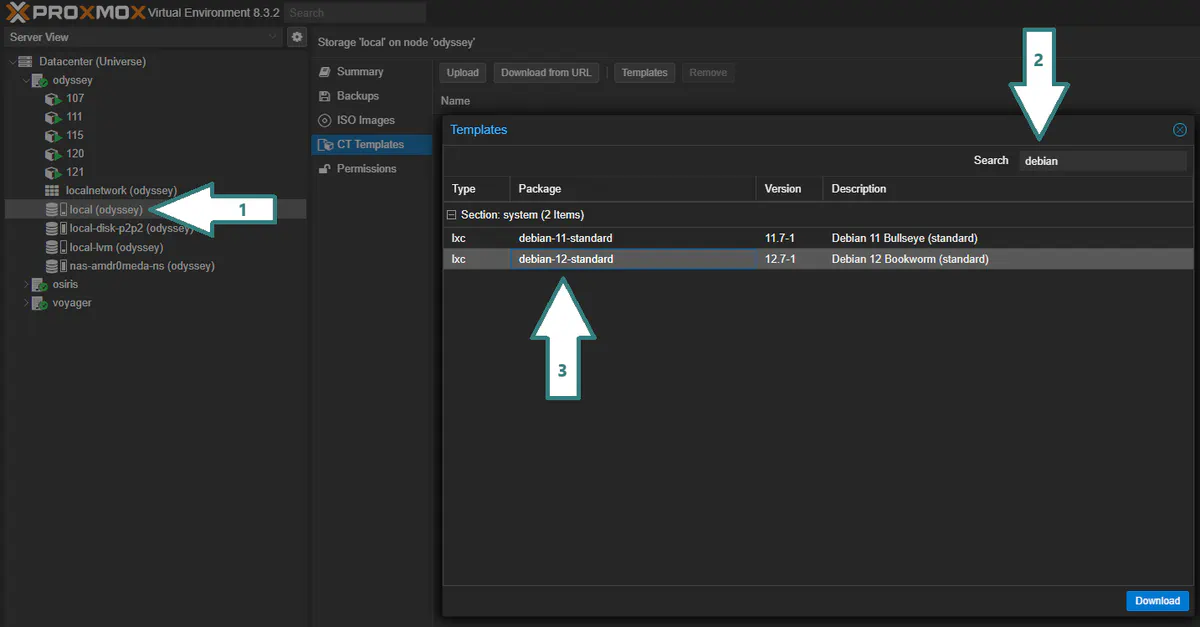 PROXMOX Virtual Environment 8.3.2 Search
Server View
Datacenter (Universe)
odyssey
107
111
115
120
121
localnetwork (odyssey)
local (odyssey)
local-disk-p2p2 (odyssey)
local-lvm (odyssey)
nas-amdr0meda-ns (odyssey)
osiris
voyager
1
Storage 'local' on node 'odyssey'
Summary
Backups
ISO Images
CT Templates
Permissions
Upload Download from URL Templates Remove
Name
2
Templates
Search debian
Type Package Version Description
Section: system (2 Items)
lxc debian-11-standard 11.7-1 Debian 11 Bullseye (standard)
lxc debian-12-standard 12.7-1 Debian 12 Bookworm (standard)
3
Download